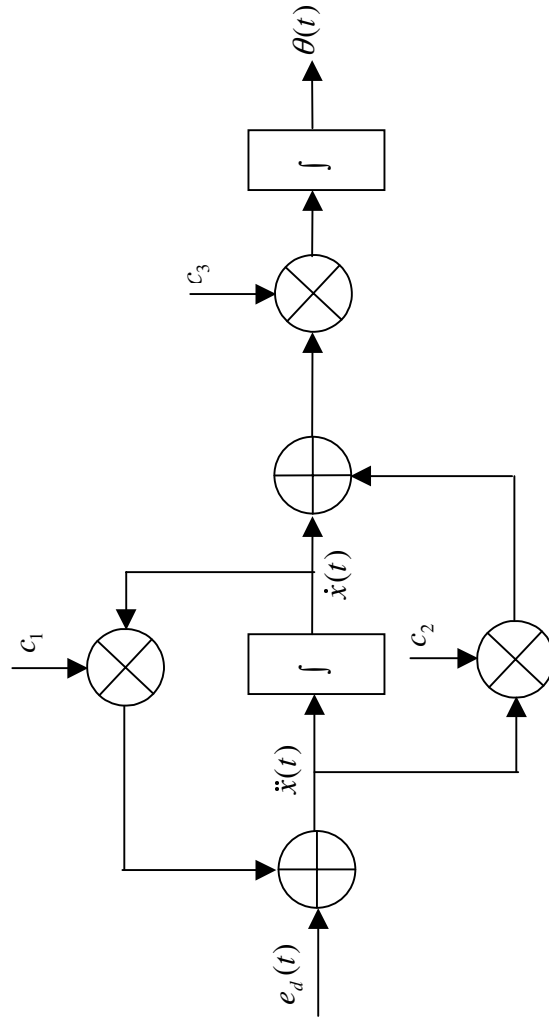 c₁
e_d(t)
ẍ(t)
∫
ẋ(t)
c₂
c₃
∫
θ(t)